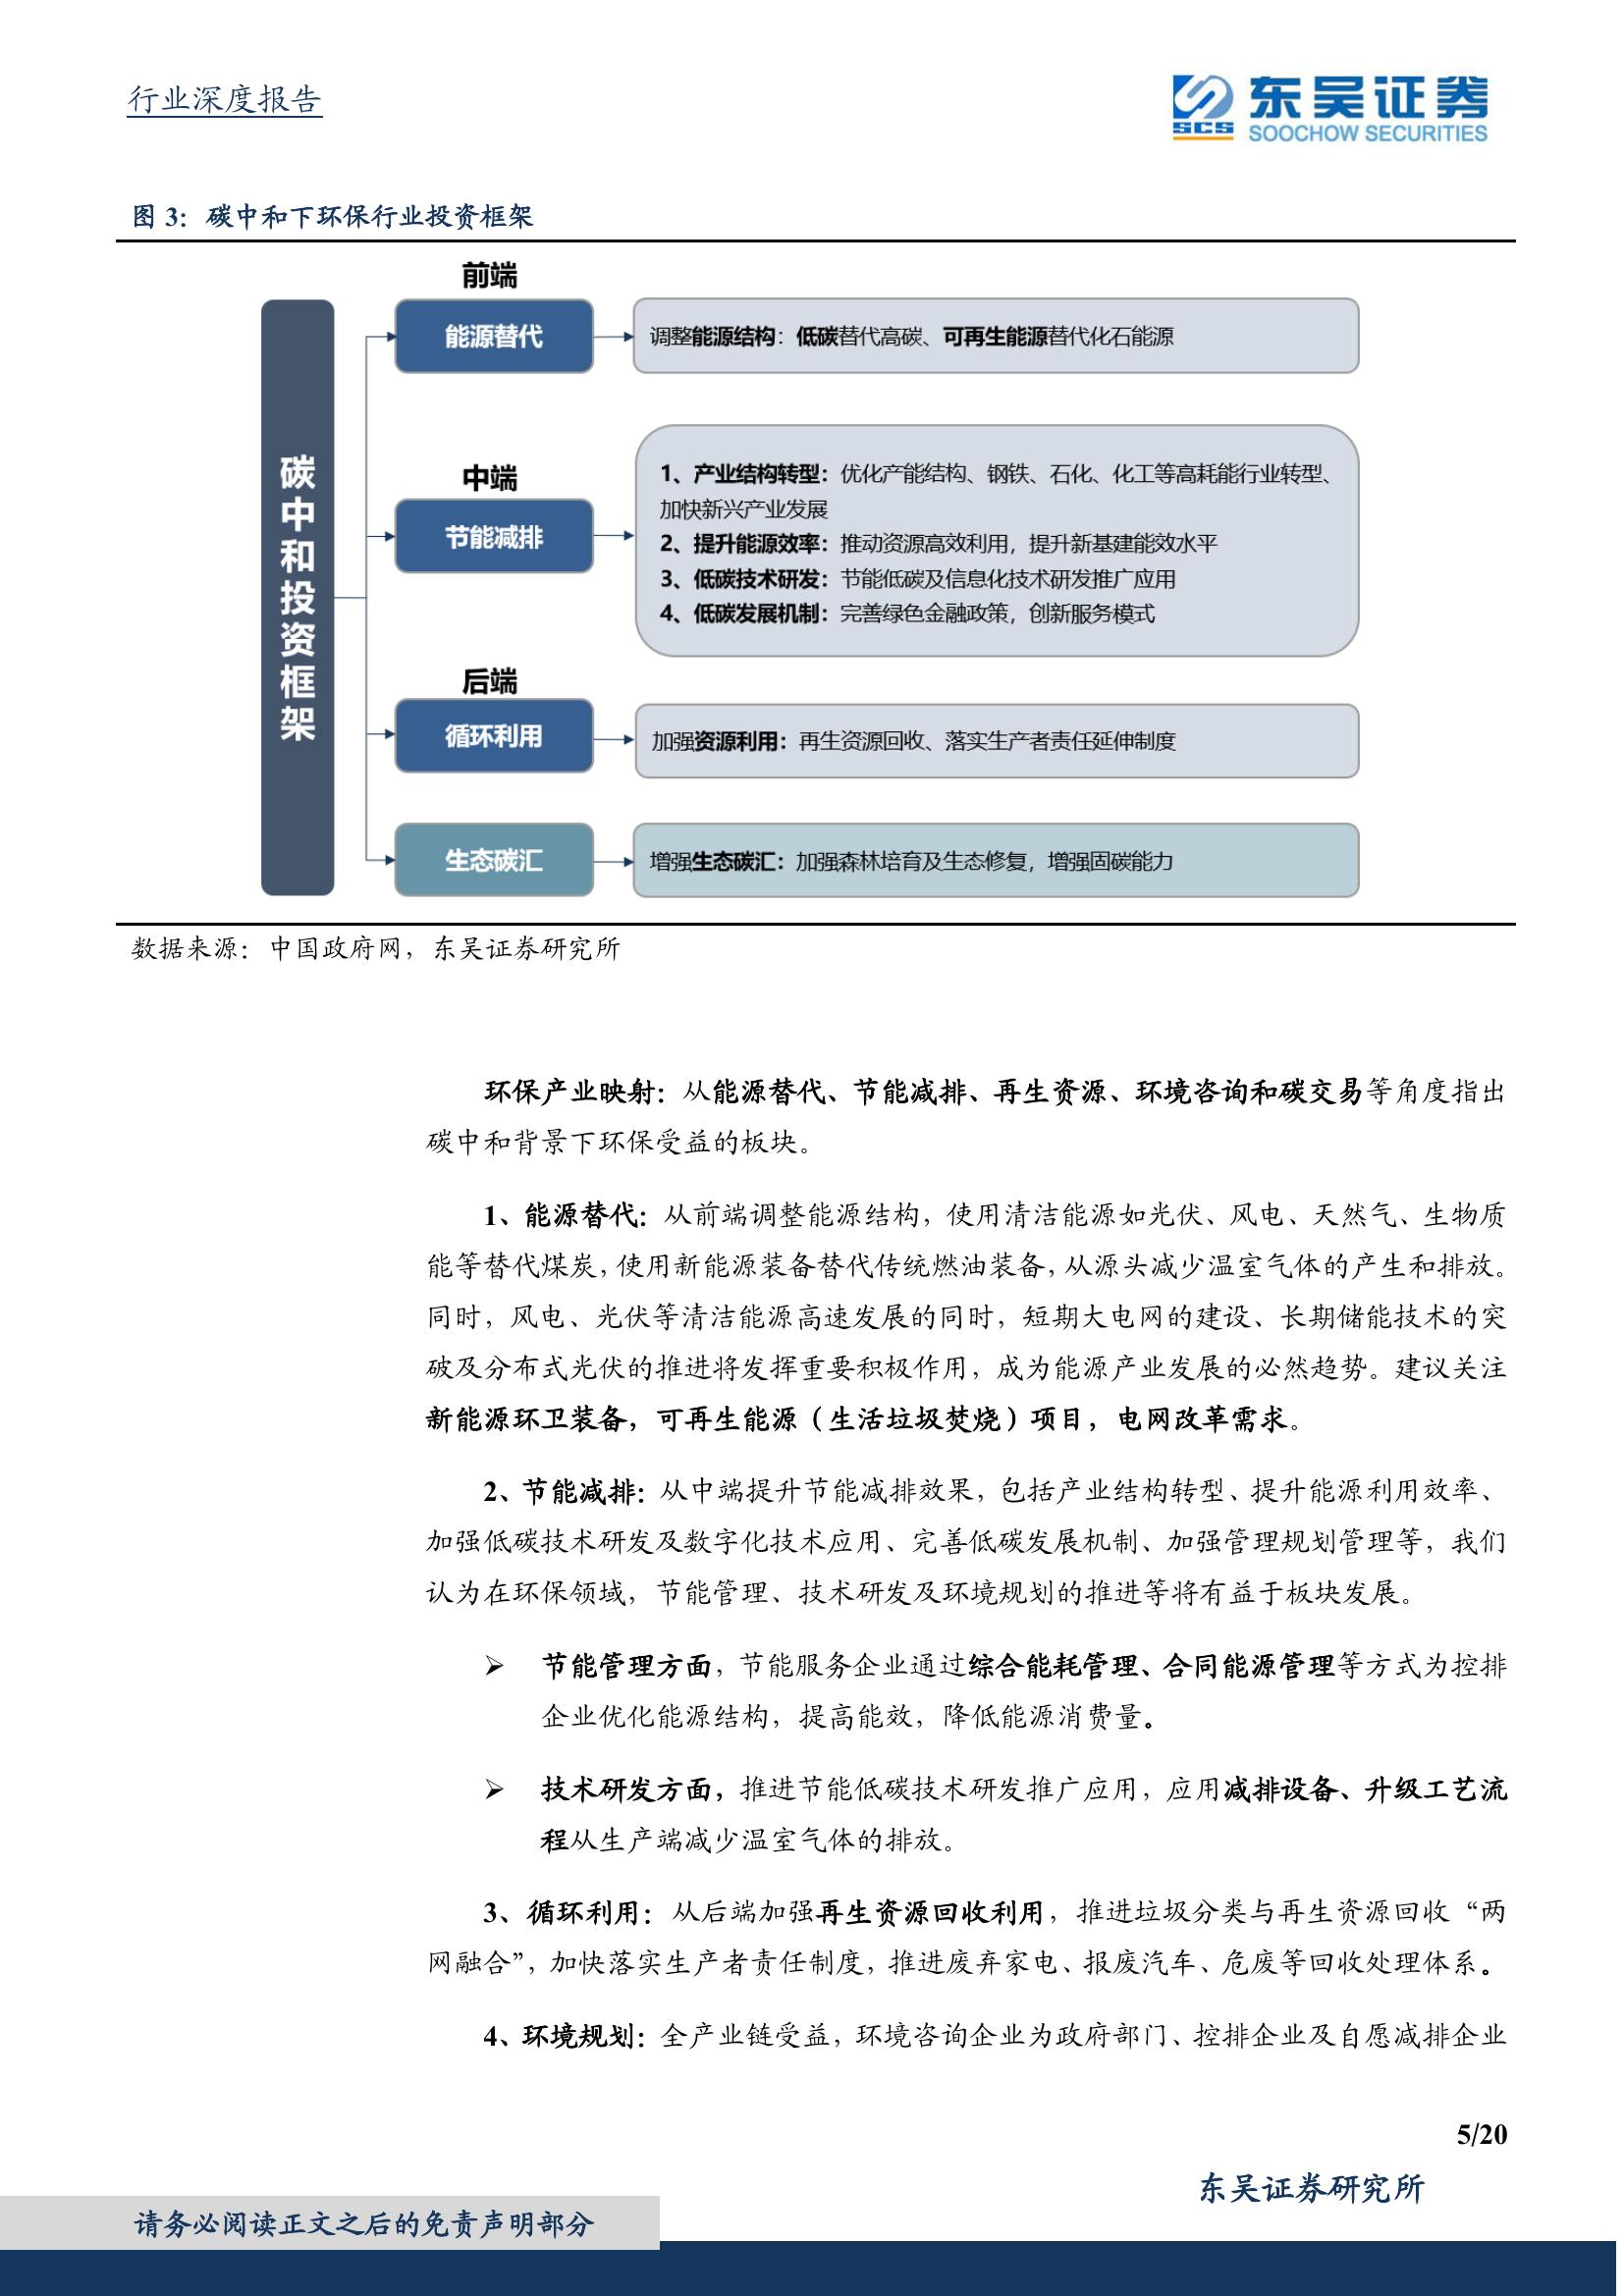 行业深度报告
东吴证券
SCS
SOOCHOW SECURITIES
图 3：碳中和下环保行业投资框架
碳中和投资框架
前端
能源替代
调整能源结构：低碳替代高碳、可再生能源替代化石能源
中端
节能减排
1、产业结构转型：优化产能结构、钢铁、石化、化工等高耗能行业转型、
加快新兴产业发展
2、提升能源效率：推动资源高效利用，提升新基建能效水平
3、低碳技术研发：节能低碳及信息化技术研发推广应用
4、低碳发展机制：完善绿色金融政策，创新服务模式
后端
循环利用
加强资源利用：再生资源回收、落实生产者责任延伸制度
生态碳汇
增强生态碳汇：加强森林培育及生态修复，增强固碳能力
数据来源：中国政府网，东吴证券研究所
环保产业映射：从能源替代、节能减排、再生资源、环境咨询和碳交易等角度指出
碳中和背景下环保受益的板块。
1、能源替代：从前端调整能源结构，使用清洁能源如光伏、风电、天然气、生物质
能等替代煤炭，使用新能源装备替代传统燃油装备，从源头减少温室气体的产生和排放。
同时，风电、光伏等清洁能源高速发展的同时，短期大电网的建设、长期储能技术的突
破及分布式光伏的推进将发挥重要积极作用，成为能源产业发展的必然趋势。建议关注
新能源环卫装备，可再生能源（生活垃圾焚烧）项目，电网改革需求。
2、节能减排：从中端提升节能减排效果，包括产业结构转型、提升能源利用效率、
加强低碳技术研发及数字化技术应用、完善低碳发展机制、加强管理规划管理等，我们
认为在环保领域，节能管理、技术研发及环境规划的推进等将有益于板块发展。
➢ 节能管理方面，节能服务企业通过综合能耗管理、合同能源管理等方式为控排
企业优化能源结构，提高能效，降低能源消费量。
➢ 技术研发方面，推进节能低碳技术研发推广应用，应用减排设备、升级工艺流
程从生产端减少温室气体的排放。
3、循环利用：从后端加强再生资源回收利用，推进垃圾分类与再生资源回收“两
网融合”，加快落实生产者责任制度，推进废弃家电、报废汽车、危废等回收处理体系。
4、环境规划：全产业链受益，环境咨询企业为政府部门、控排企业及自愿减排企业
5/20
东吴证券研究所
请务必阅读正文之后的免责声明部分